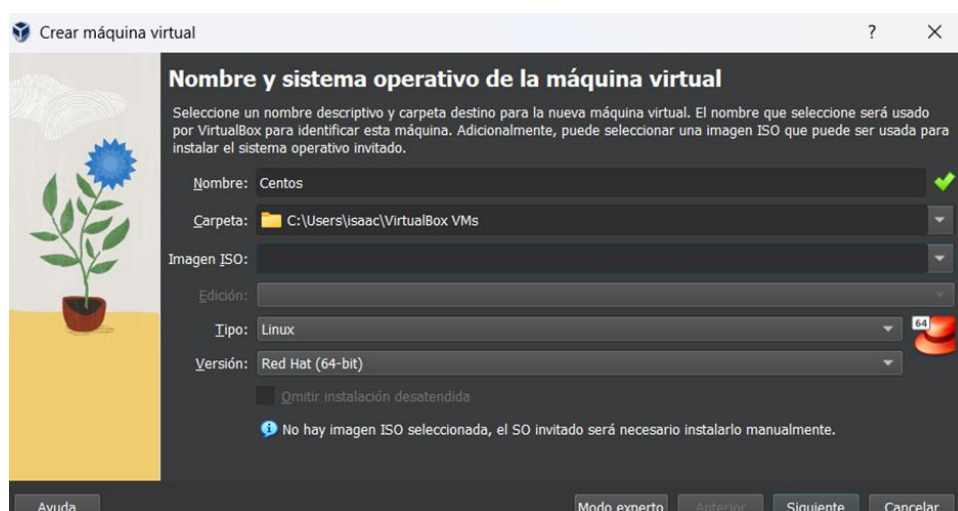 Crear máquina virtual
?
Nombre y sistema operativo de la máquina virtual
Seleccione un nombre descriptivo y carpeta destino para la nueva máquina virtual. El nombre que seleccione será usado
por VirtualBox para identificar esta máquina. Adicionalmente, puede seleccionar una imagen ISO que puede ser usada para
instalar el sistema operativo invitado.
Nombre: Centos
Carpeta: C:\Users\isaac\VirtualBox VMs
Imagen ISO:
Edición:
Tipo: Linux
64
Versión: Red Hat (64-bit)
Omitir instalación desatendida
No hay imagen ISO seleccionada, el SO invitado será necesario instalarlo manualmente.
Ayuda Modo experto Anterior Siguiente Cancelar